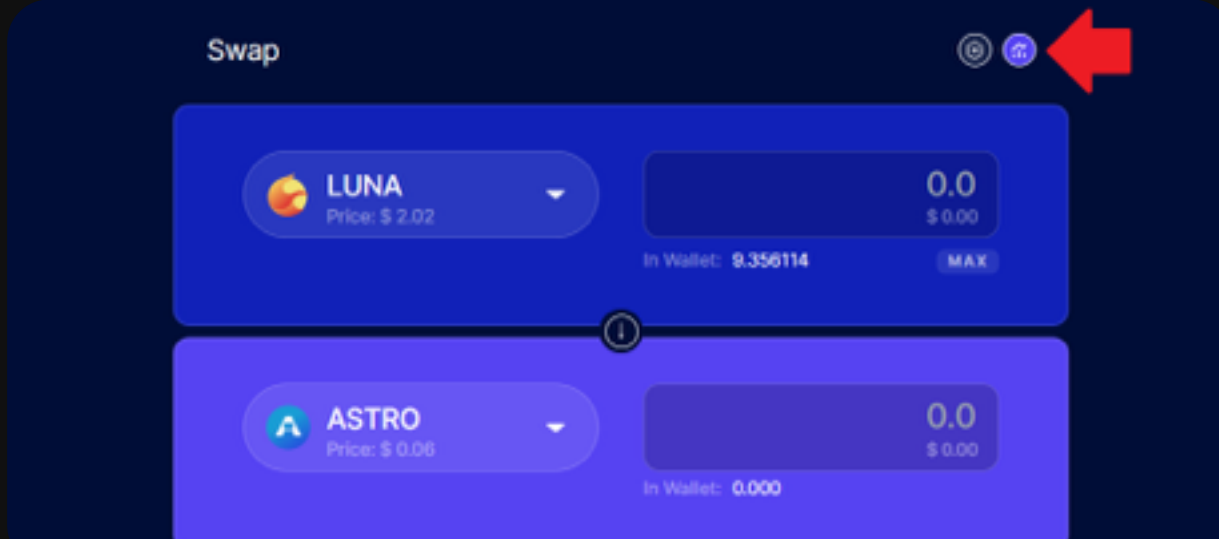 Swap
LUNA
Price: $ 2.02
0.0
$ 0.00
In Wallet: 9.356114
MAX
ASTRO
Price: $ 0.06
0.0
$ 0.00
In Wallet: 0.000